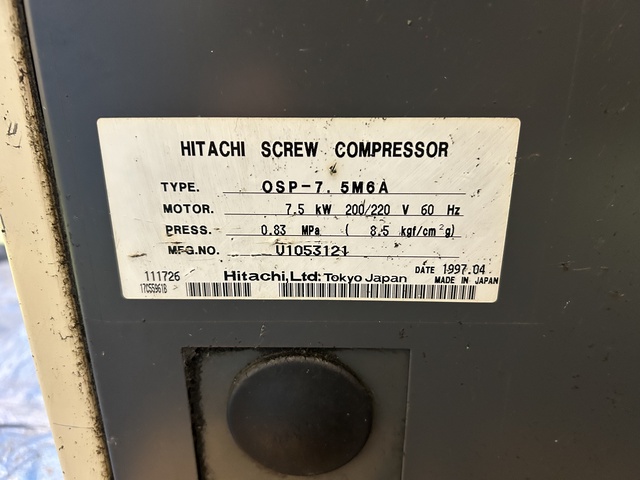 HITACHI SCREW COMPRESSOR
TYPE. OSP-7.5M6A
MOTOR. 7.5 kW 200/220 V 60 Hz
PRESS. 0.83 MPa ( 8.5 kgf/cm²g)
MFG.NO. U1053121
111726 Hitachi,Ltd. Tokyo Japan DATE 1997.04
17CS5961B MADE IN JAPAN